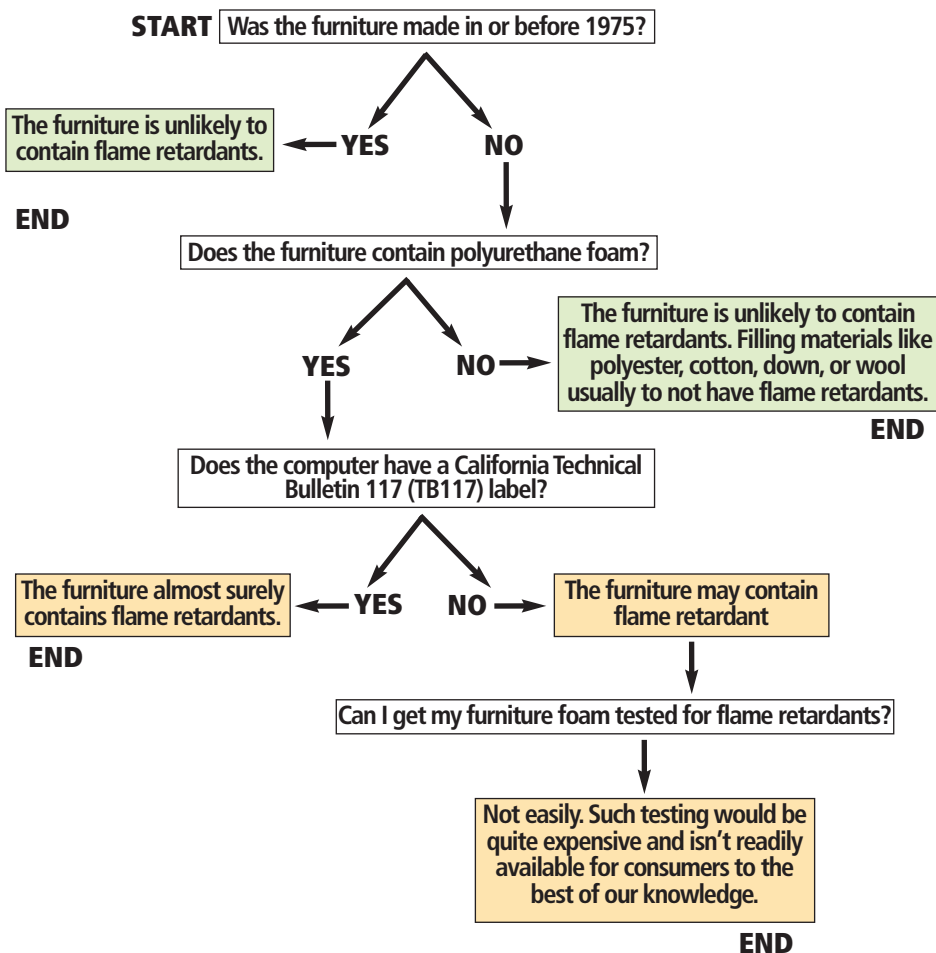 START Was the furniture made in or before 1975?
The furniture is unlikely to
contain flame retardants.
YES
NO
END
Does the furniture contain polyurethane foam?
YES
NO
The furniture is unlikely to contain
flame retardants. Filling materials like
polyester, cotton, down, or wool
usually to not have flame retardants.
END
Does the computer have a California Technical
Bulletin 117 (TB117) label?
The furniture almost surely
contains flame retardants.
YES
NO
The furniture may contain
flame retardant
END
Can I get my furniture foam tested for flame retardants?
Not easily. Such testing would be
quite expensive and isn't readily
available for consumers to the
best of our knowledge.
END